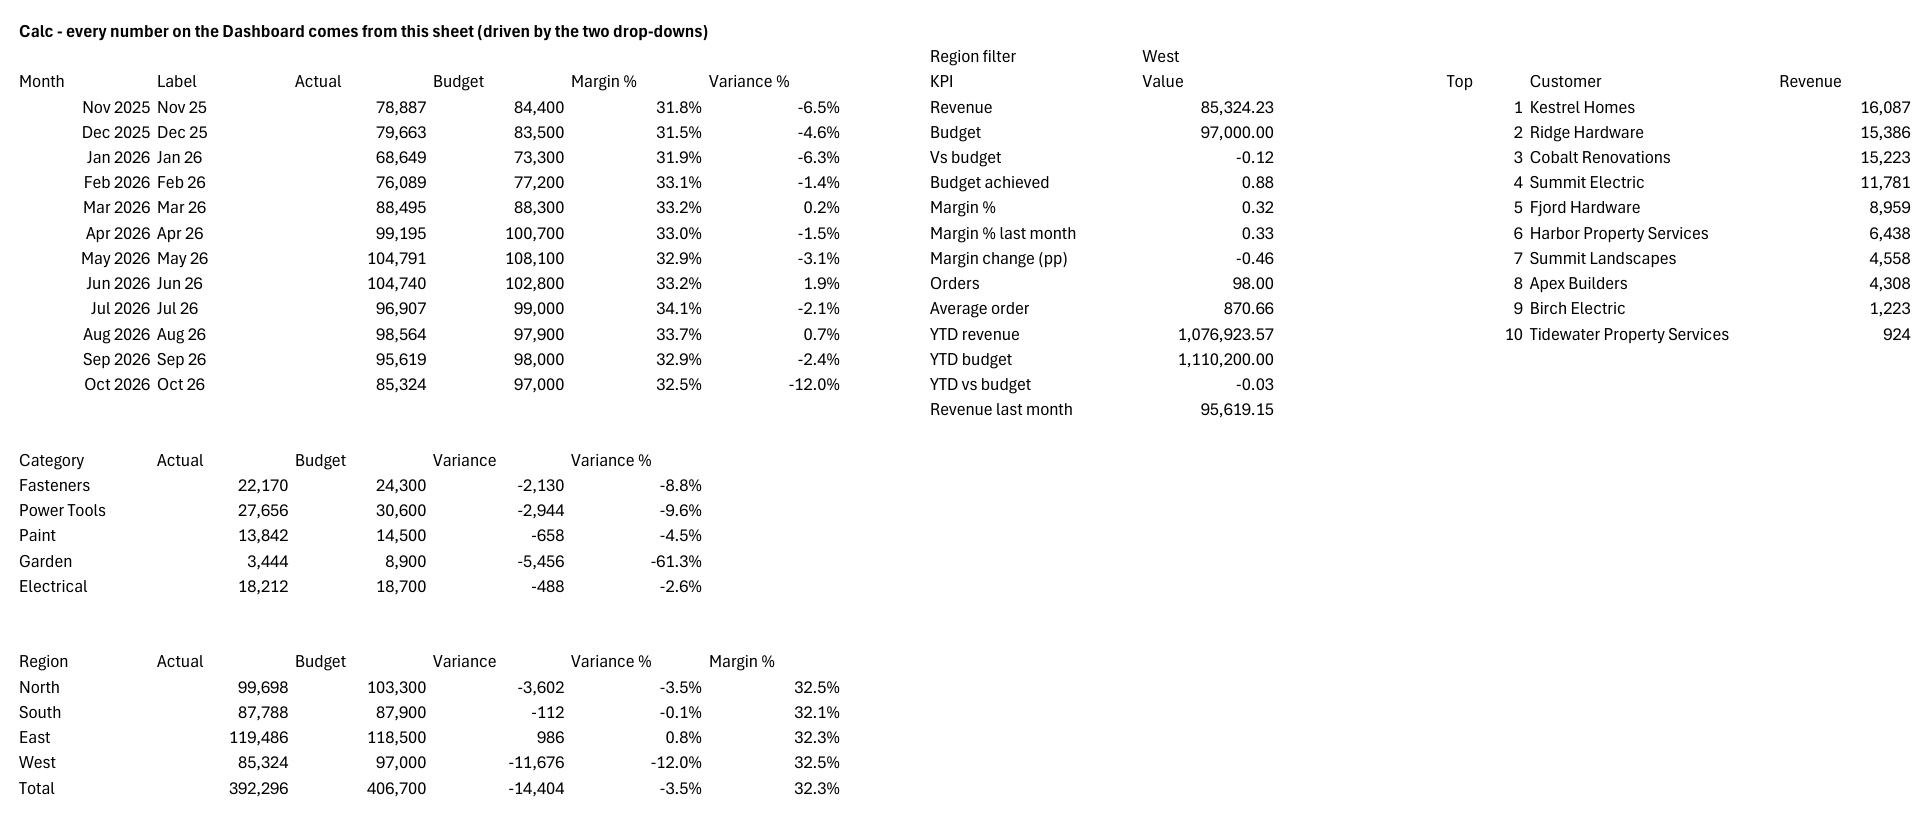 Calc - every number on the Dashboard comes from this sheet (driven by the two drop-downs)
Region filter West
Month Label Actual Budget Margin % Variance % KPI Value Top Customer Revenue
Nov 2025 Nov 25 78,887 84,400 31.8% -6.5% Revenue 85,324.23 1 Kestrel Homes 16,087
Dec 2025 Dec 25 79,663 83,500 31.5% -4.6% Budget 97,000.00 2 Ridge Hardware 15,386
Jan 2026 Jan 26 68,649 73,300 31.9% -6.3% Vs budget -0.12 3 Cobalt Renovations 15,223
Feb 2026 Feb 26 76,089 77,200 33.1% -1.4% Budget achieved 0.88 4 Summit Electric 11,781
Mar 2026 Mar 26 88,495 88,300 33.2% 0.2% Margin % 0.32 5 Fjord Hardware 8,959
Apr 2026 Apr 26 99,195 100,700 33.0% -1.5% Margin % last month 0.33 6 Harbor Property Services 6,438
May 2026 May 26 104,791 108,100 32.9% -3.1% Margin change (pp) -0.46 7 Summit Landscapes 4,558
Jun 2026 Jun 26 104,740 102,800 33.2% 1.9% Orders 98.00 8 Apex Builders 4,308
Jul 2026 Jul 26 96,907 99,000 34.1% -2.1% Average order 870.66 9 Birch Electric 1,223
Aug 2026 Aug 26 98,564 97,900 33.7% 0.7% YTD revenue 1,076,923.57 10 Tidewater Property Services 924
Sep 2026 Sep 26 95,619 98,000 32.9% -2.4% YTD budget 1,110,200.00
Oct 2026 Oct 26 85,324 97,000 32.5% -12.0% YTD vs budget -0.03
Revenue last month 95,619.15
Category Actual Budget Variance Variance %
Fasteners 22,170 24,300 -2,130 -8.8%
Power Tools 27,656 30,600 -2,944 -9.6%
Paint 13,842 14,500 -658 -4.5%
Garden 3,444 8,900 -5,456 -61.3%
Electrical 18,212 18,700 -488 -2.6%
Region Actual Budget Variance Variance % Margin %
North 99,698 103,300 -3,602 -3.5% 32.5%
South 87,788 87,900 -112 -0.1% 32.1%
East 119,486 118,500 986 0.8% 32.3%
West 85,324 97,000 -11,676 -12.0% 32.5%
Total 392,296 406,700 -14,404 -3.5% 32.3%